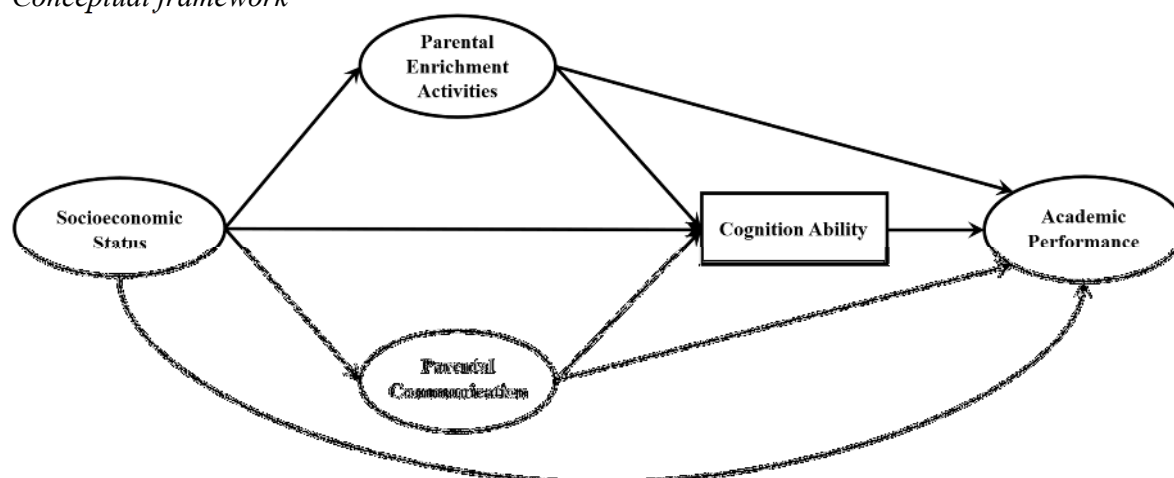 Conceptual framework
Parental
Enrichment
Activities
Socioeconomic
Status
Cognition Ability
Academic
Performance
Parental
Communication